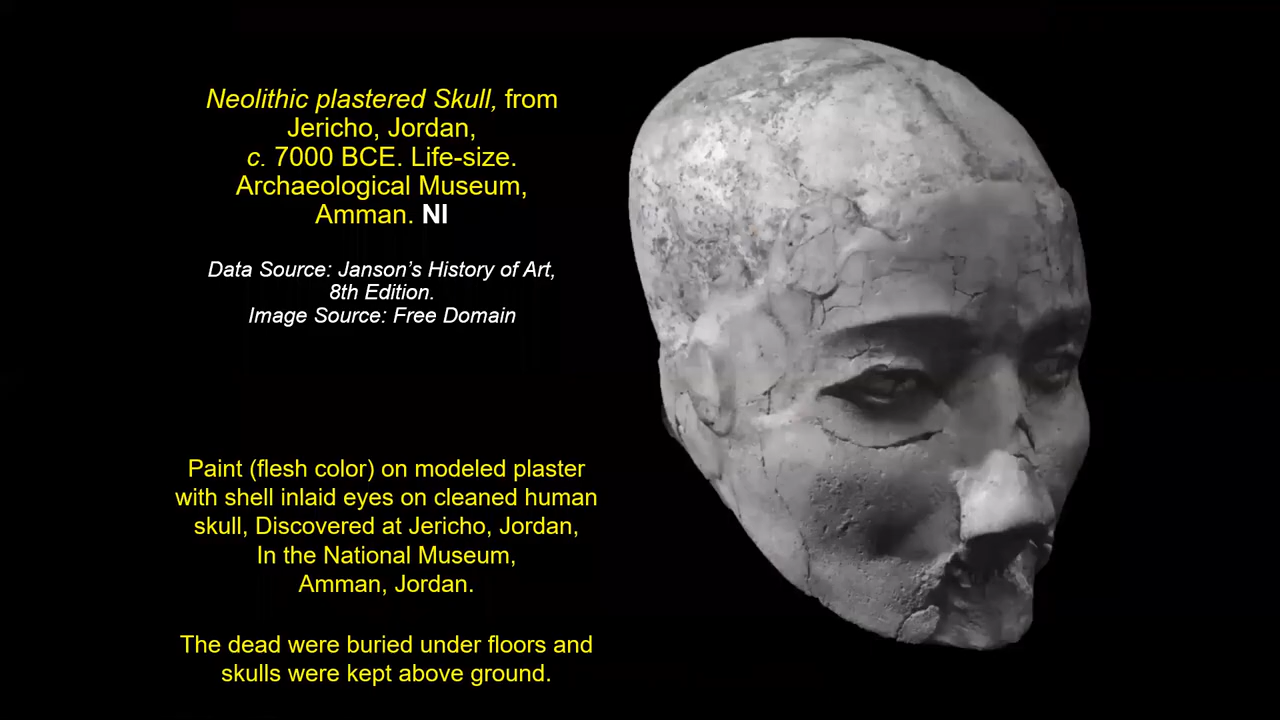 Neolithic plastered Skull, from
Jericho, Jordan,
c. 7000 BCE. Life-size.
Archaeological Museum,
Amman. NI
Data Source: Janson’s History of Art,
8th Edition.
Image Source: Free Domain
Paint (flesh color) on modeled plaster
with shell inlaid eyes on cleaned human
skull, Discovered at Jericho, Jordan,
In the National Museum,
Amman, Jordan.
The dead were buried under floors and
skulls were kept above ground.